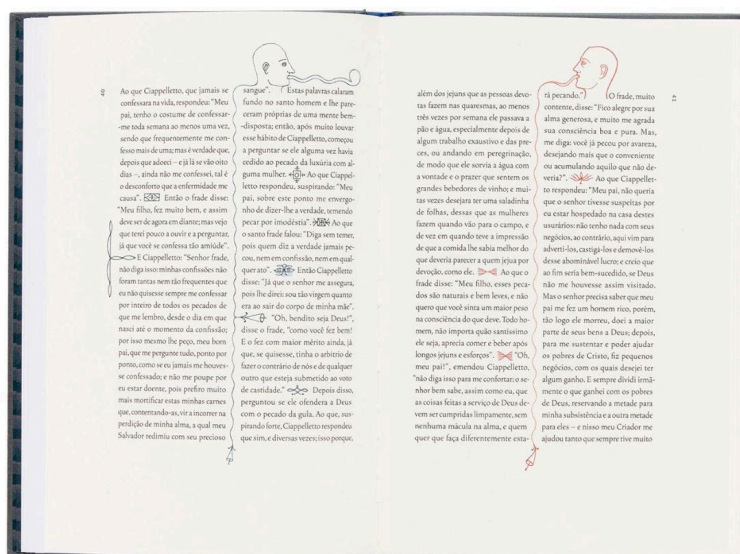 40
Ao que Ciappelletto, que jamais se
confessara na vida, respondeu: “Meu
pai, tenho o costume de confessar-
-me toda semana ao menos uma vez,
sendo que frequentemente me con-
fesso mais de uma; mas é verdade que,
depois que adoeci – e já lá se vão oito
dias –, ainda não me confessei, tal é
o desconforto que a enfermidade me
causa”. Então o frade disse:
“Meu filho, fez muito bem, e assim
deve ser de agora em diante; mas vejo
que terei pouco a ouvir e a perguntar,
já que você se confessa tão amiúde”.
E Ciappelletto: “Senhor frade,
não diga isso: minhas confissões não
foram tantas nem tão frequentes que
eu não quisesse sempre me confessar
por inteiro de todos os pecados de
que me lembro, desde o dia em que
nasci até o momento da confissão;
por isso mesmo lhe peço, meu bom
pai, que me pergunte tudo, ponto por
ponto, como se eu jamais me houves-
se confessado; e não me poupe por
eu estar doente, pois prefiro muito
mais mortificar estas minhas carnes
que, contentando-as, vir a incorrer na
perdição de minha alma, a qual meu
Salvador redimiu com seu precioso
sangue”. Estas palavras calaram
fundo no santo homem e lhe pare-
ceram próprias de uma mente bem-
-disposta; então, após muito louvar
esse hábito de Ciappelletto, começou
a perguntar se ele alguma vez havia
cedido ao pecado da luxúria com al-
guma mulher. Ao que Ciappel-
letto respondeu, suspirando: “Meu
pai, sobre este ponto me envergo-
nho de dizer-lhe a verdade, temendo
pecar por imodéstia”. Ao que
o santo frade falou: “Diga sem temer,
pois quem diz a verdade jamais pe-
cou, nem em confissão, nem em qual-
quer ato”. Então Ciappelletto
disse: “Já que o senhor me assegura,
pois lhe direi: sou tão virgem quanto
era ao sair do corpo de minha mãe”.
“Oh, bendito seja Deus!”,
disse o frade, “como você fez bem!
E o fez com maior mérito ainda, já
que, se quisesse, tinha o arbítrio de
fazer o contrário de nós e de qualquer
outro que esteja submetido ao voto
de castidade.” Depois disso,
perguntou se ele ofendera a Deus
com o pecado da gula. Ao que, sus-
pirando forte, Ciappelletto respondeu
que sim, e diversas vezes; isso porque,
além dos jejuns que as pessoas devo-
tas fazem nas quaresmas, ao menos
três vezes por semana ele passava a
pão e água, especialmente depois de
algum trabalho exaustivo e das pre-
ces, ou andando em peregrinação,
de modo que ele sorvia a água com
a vontade e o prazer que sentem os
grandes bebedores de vinho; e mui-
tas vezes desejara ter uma saladinha
de folhas, dessas que as mulheres
fazem quando vão para o campo, e
de vez em quando teve a impressão
de que a comida lhe sabia melhor do
que deveria parecer a quem jejua por
devoção, como ele. Ao que o
frade disse: “Meu filho, esses peca-
dos são naturais e bem leves, e não
quero que você sinta um maior peso
na consciência do que deve. Todo ho-
mem, não importa quão santíssimo
ele seja, aprecia comer e beber após
longos jejuns e esforços”. “Oh,
meu pai!”, emendou Ciappelletto,
“não diga isso para me confortar: o se-
nhor bem sabe, assim como eu, que
as coisas feitas a serviço de Deus de-
vem ser cumpridas limpamente, sem
nenhuma mácula na alma, e quem
quer que faça diferentemente esta-
rá pecando.” O frade, muito
contente, disse: “Fico alegre por sua
alma generosa, e muito me agrada
sua consciência boa e pura. Mas,
me diga: você já pecou por avareza,
desejando mais que o conveniente
ou acumulando aquilo que não de-
veria?”. Ao que Ciappellet-
to respondeu: “Meu pai, não queria
que o senhor tivesse suspeitas por
eu estar hospedado na casa destes
usurários: não tenho nada com seus
negócios, ao contrário, aqui vim para
adverti-los, castigá-los e demovê-los
desse abominável lucro; e creio que
ao fim seria bem-sucedido, se Deus
não me houvesse assim visitado.
Mas o senhor precisa saber que meu
pai me fez um homem rico, porém,
tão logo ele morreu, doei a maior
parte de seus bens a Deus; depois,
para me sustentar e poder ajudar
os pobres de Cristo, fiz pequenos
negócios, com os quais desejei ter
algum ganho. E sempre dividi irmã-
mente o que ganhei com os pobres
de Deus, reservando a metade para
minha subsistência e a outra metade
para eles – e nisso meu Criador me
ajudou tanto que sempre tive muito
41